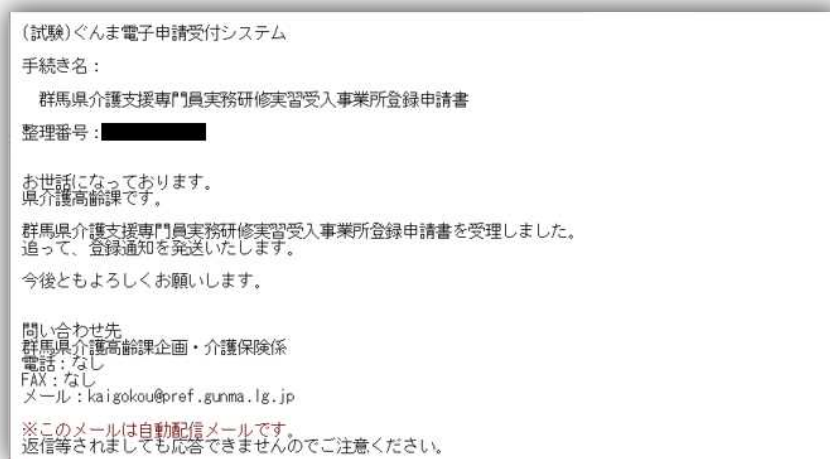 (試験)ぐんま電子申請受付システム
手続き名：
群馬県介護支援専門員実務研修実習受入事業所登録申請書
整理番号：
お世話になっております。
県介護高齢課です。
群馬県介護支援専門員実務研修実習受入事業所登録申請書を受理しました。
追って、登録通知を発送いたします。
今後ともよろしくお願いします。
問い合わせ先
群馬県介護高齢課企画・介護保険係
電話：なし
FAX：なし
メール：kaigokou@pref.gunma.lg.jp
※このメールは自動配信メールです。
返信等されましても応答できませんのでご注意ください。